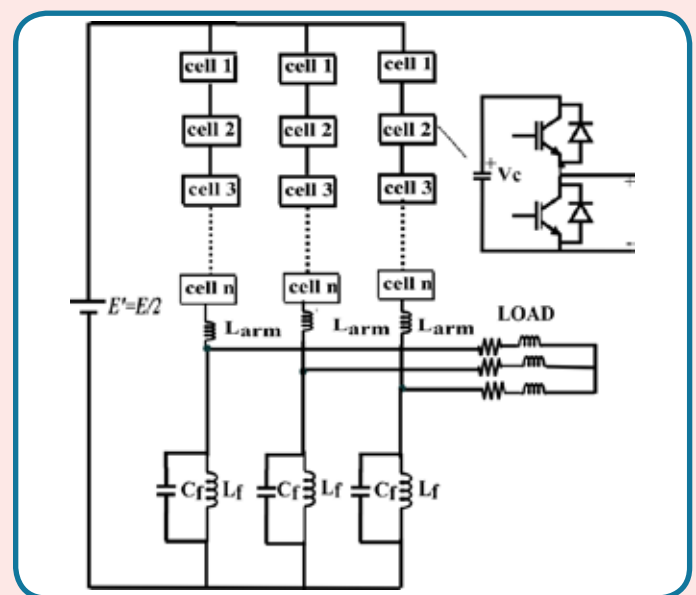 cell 1 cell 1 cell 1
cell 2 cell 2 cell 2
+ Vc
+
cell 3 cell 3 cell 3
-
cell n cell n cell n
E'=E/2
LOAD
Larm Larm Larm
Cf Lf Cf Lf Cf Lf